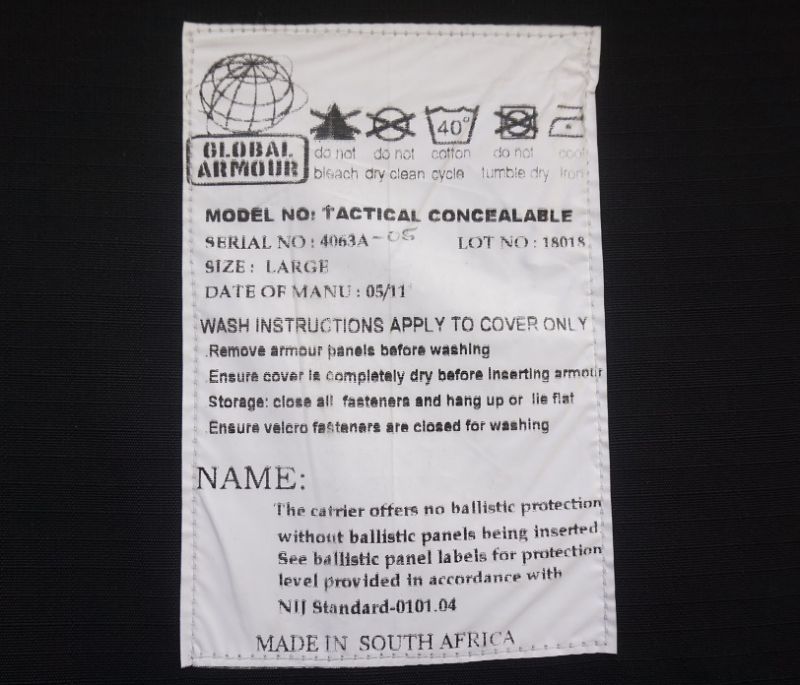 GLOBAL
ARMOUR
40°
do not do not cotton do not cool
bleach dry clean cycle tumble dry iron
MODEL NO: TACTICAL CONCEALABLE
SERIAL NO : 4063A-05 LOT NO : 18018
SIZE : LARGE
DATE OF MANU : 05/11
WASH INSTRUCTIONS APPLY TO COVER ONLY
.Remove armour panels before washing
.Ensure cover is completely dry before inserting armour
Storage: close all fasteners and hang up or lie flat
.Ensure velcro fasteners are closed for washing
NAME:
The carrier offers no ballistic protection
without ballistic panels being inserted
See ballistic panel labels for protection
level provided in accordance with
NIJ Standard-0101.04
MADE IN SOUTH AFRICA